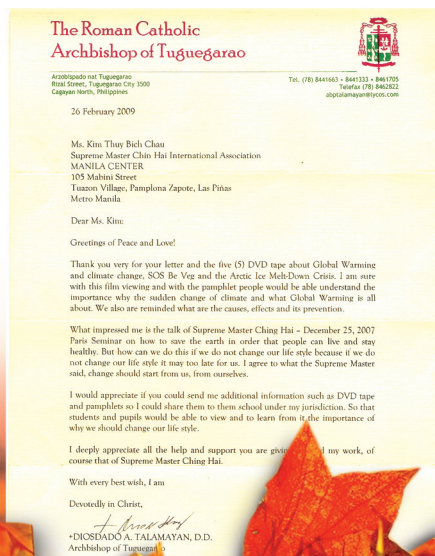 The Roman Catholic
Archbishop of Tuguegarao
Arzobispado nat Tuguegarao
Rizal Street, Tuguegarao City 3500
Cagayan North, Philippines
Tel. (78) 8441663 • 8441333 • 8461705
Telefax (78) 8462822
abptalamayan@lycos.com
26 February 2009
Ms. Kim Thuy Bich Chau
Supreme Master Chin Hai International Association
MANILA CENTER
105 Mabini Street
Tuazon Village, Pamplona Zapote, Las Piñas
Metro Manila
Dear Ms. Kim:
Greetings of Peace and Love!
Thank you very for your letter and the five (5) DVD tape about Global Warming
and climate change, SOS Be Veg and the Arctic Ice Melt-Down Crisis. I am sure
with this film viewing and with the pamphlet people would be able understand the
importance why the sudden change of climate and what Global Warming is all
about. We also are reminded what are the causes, effects and its prevention.
What impressed me is the talk of Supreme Master Ching Hai – December 25, 2007
Paris Seminar on how to save the earth in order that people can live and stay
healthy. But how can we do this if we do not change our life style because if we do
not change our life style it may too late for us. I agree to what the Supreme Master
said, change should start from us, from ourselves.
I would appreciate if you could send me additional information such as DVD tape
and pamphlets so I could share them to them school under my jurisdiction. So that
students and pupils would be able to view and to learn from it the importance of
why we should change our life style.
I deeply appreciate all the help and support you are my work, of
course that of Supreme Master Ching Hai.
With every best wish, I am
Devotedly in Christ,
+DIOSDADO A. TALAMAYAN, D.D.
Archbishop of